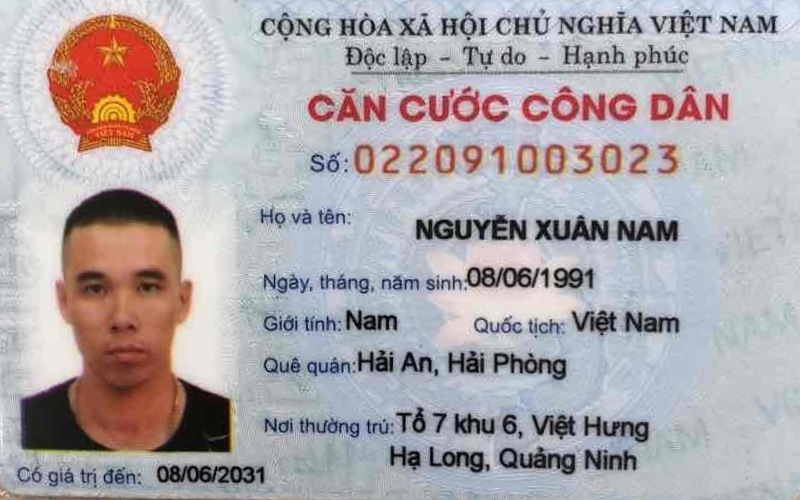 CỘNG HÒA XÃ HỘI CHỦ NGHĨA VIỆT NAM
Độc lập - Tự do - Hạnh phúc
CĂN CƯỚC CÔNG DÂN
Số: 022091003023
Họ và tên: NGUYỄN XUÂN NAM
Ngày, tháng, năm sinh: 08/06/1991
Giới tính: Nam Quốc tịch: Việt Nam
Quê quán: Hải An, Hải Phòng
Nơi thường trú: Tổ 7 khu 6, Việt Hưng
Hạ Long, Quảng Ninh
Có giá trị đến: 08/06/2031